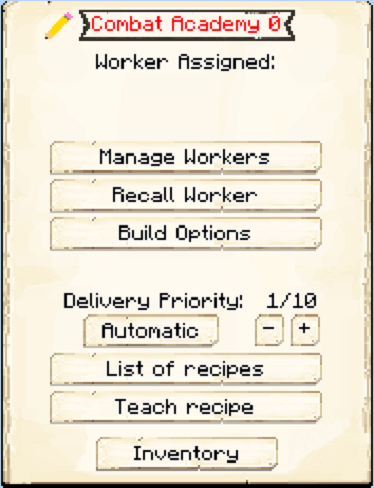 Combat Academy 0
Worker Assigned:
Manage Workers
Recall Worker
Build Options
Delivery Priority: 1/10
Automatic - +
List of recipes
Teach recipe
Inventory